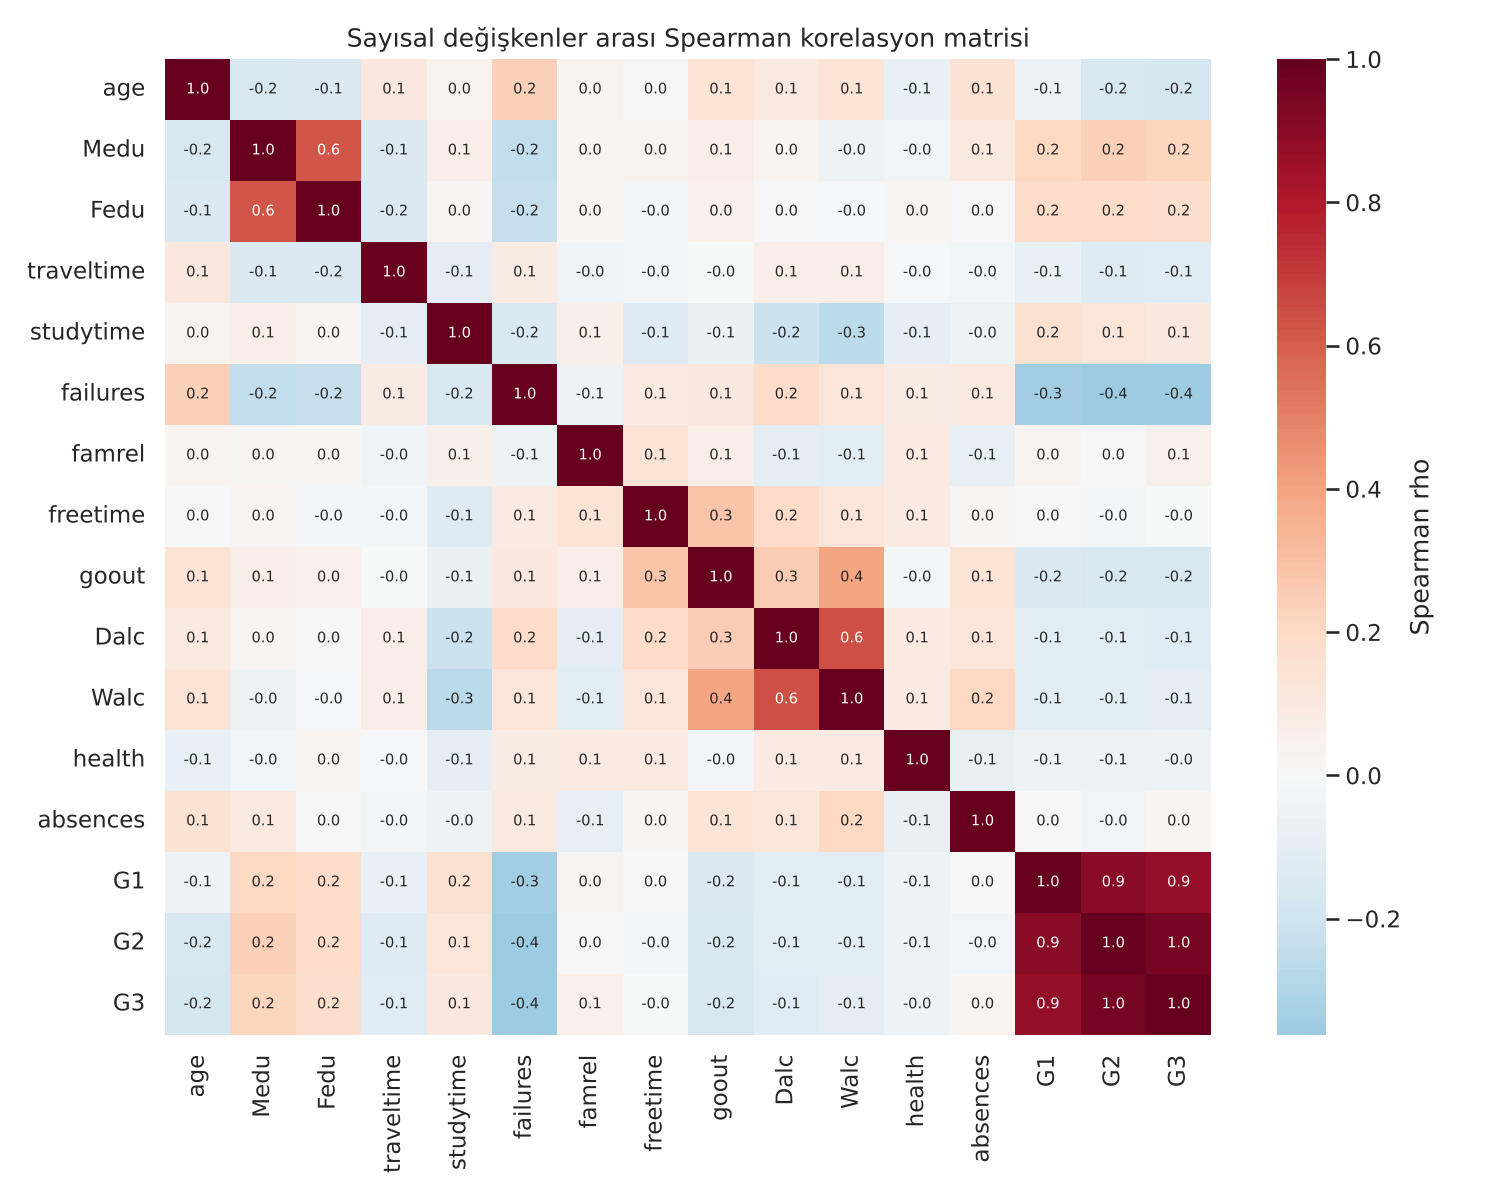 Sayısal değişkenler arası Spearman korelasyon matrisi
age 1.0 -0.2 -0.1 0.1 0.0 0.2 0.0 0.0 0.1 0.1 0.1 -0.1 0.1 -0.1 -0.2 -0.2
Medu -0.2 1.0 0.6 -0.1 0.1 -0.2 0.0 0.0 0.1 0.0 -0.0 -0.0 0.1 0.2 0.2 0.2
Fedu -0.1 0.6 1.0 -0.2 0.0 -0.2 0.0 -0.0 0.0 0.0 -0.0 0.0 0.0 0.2 0.2 0.2
traveltime 0.1 -0.1 -0.2 1.0 -0.1 0.1 -0.0 -0.0 -0.0 0.1 0.1 -0.0 -0.0 -0.1 -0.1 -0.1
studytime 0.0 0.1 0.0 -0.1 1.0 -0.2 0.1 -0.1 -0.1 -0.2 -0.3 -0.1 -0.0 0.2 0.1 0.1
failures 0.2 -0.2 -0.2 0.1 -0.2 1.0 -0.1 0.1 0.1 0.2 0.1 0.1 0.1 -0.3 -0.4 -0.4
famrel 0.0 0.0 0.0 -0.0 0.1 -0.1 1.0 0.1 0.1 -0.1 -0.1 0.1 -0.1 0.0 0.0 0.1
freetime 0.0 0.0 -0.0 -0.0 -0.1 0.1 0.1 1.0 0.3 0.2 0.1 0.1 0.0 0.0 -0.0 -0.0
goout 0.1 0.1 0.0 -0.0 -0.1 0.1 0.1 0.3 1.0 0.3 0.4 -0.0 0.1 -0.2 -0.2 -0.2
Dalc 0.1 0.0 0.0 0.1 -0.2 0.2 -0.1 0.2 0.3 1.0 0.6 0.1 0.1 -0.1 -0.1 -0.1
Walc 0.1 -0.0 -0.0 0.1 -0.3 0.1 -0.1 0.1 0.4 0.6 1.0 0.1 0.2 -0.1 -0.1 -0.1
health -0.1 -0.0 0.0 -0.0 -0.1 0.1 0.1 0.1 -0.0 0.1 0.1 1.0 -0.1 -0.1 -0.1 -0.0
absences 0.1 0.1 0.0 -0.0 -0.0 0.1 -0.1 0.0 0.1 0.1 0.2 -0.1 1.0 0.0 -0.0 0.0
G1 -0.1 0.2 0.2 -0.1 0.2 -0.3 0.0 0.0 -0.2 -0.1 -0.1 -0.1 0.0 1.0 0.9 0.9
G2 -0.2 0.2 0.2 -0.1 0.1 -0.4 0.0 -0.0 -0.2 -0.1 -0.1 -0.1 -0.0 0.9 1.0 1.0
G3 -0.2 0.2 0.2 -0.1 0.1 -0.4 0.1 -0.0 -0.2 -0.1 -0.1 -0.0 0.0 0.9 1.0 1.0
age Medu Fedu traveltime studytime failures famrel freetime goout Dalc Walc health absences G1 G2 G3
1.0
0.8
0.6
0.4
0.2
0.0
−0.2
Spearman rho